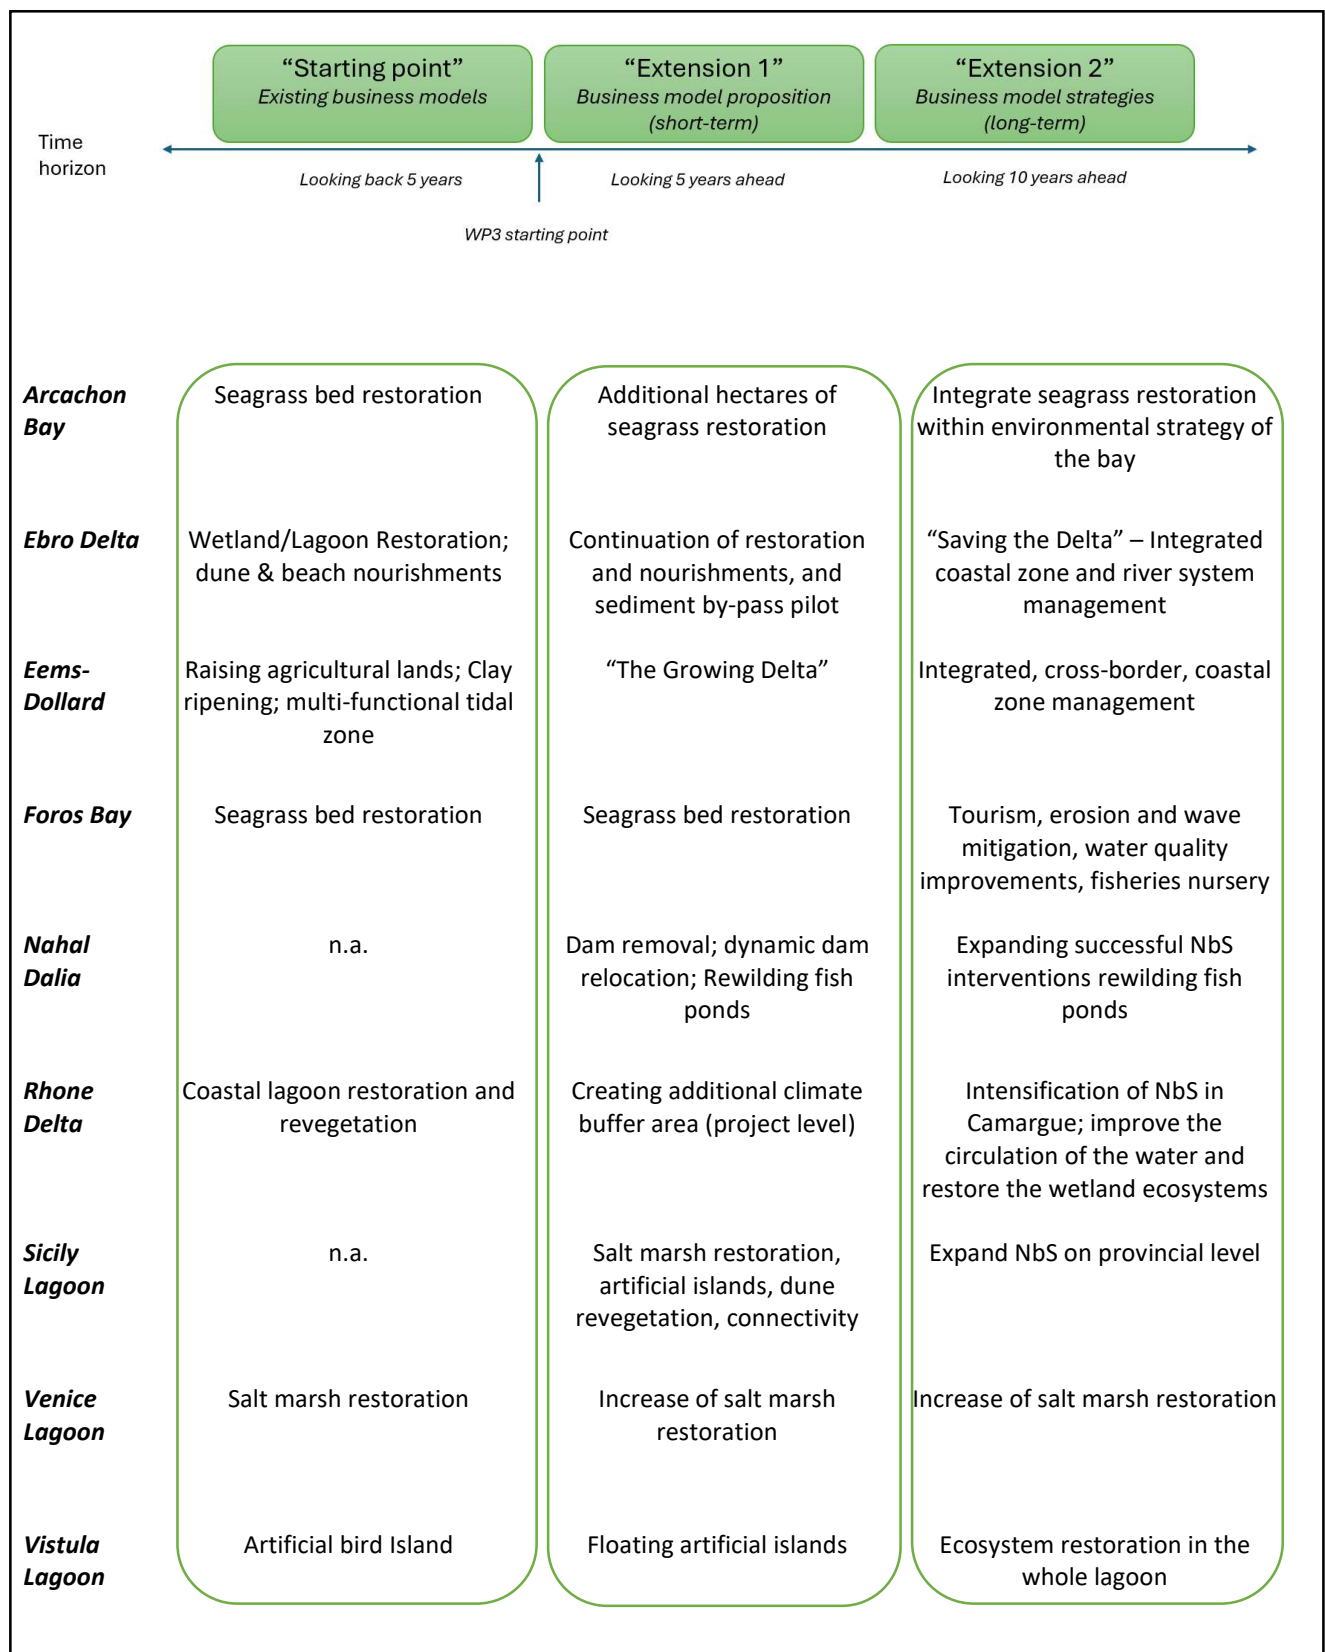 “Starting point”
Existing business models
“Extension 1”
Business model proposition
(short-term)
“Extension 2”
Business model strategies
(long-term)
Time
horizon
Looking back 5 years
Looking 5 years ahead
Looking 10 years ahead
WP3 starting point
Arcachon
Bay
Seagrass bed restoration
Additional hectares of
seagrass restoration
Integrate seagrass restoration
within environmental strategy of
the bay
Ebro Delta
Wetland/Lagoon Restoration;
dune & beach nourishments
Continuation of restoration
and nourishments, and
sediment by-pass pilot
“Saving the Delta” – Integrated
coastal zone and river system
management
Eems-
Dollard
Raising agricultural lands; Clay
ripening; multi-functional tidal
zone
“The Growing Delta”
Integrated, cross-border, coastal
zone management
Foros Bay
Seagrass bed restoration
Seagrass bed restoration
Tourism, erosion and wave
mitigation, water quality
improvements, fisheries nursery
Nahal
Dalia
n.a.
Dam removal; dynamic dam
relocation; Rewilding fish
ponds
Expanding successful NbS
interventions rewilding fish
ponds
Rhone
Delta
Coastal lagoon restoration and
revegetation
Creating additional climate
buffer area (project level)
Intensification of NbS in
Camargue; improve the
circulation of the water and
restore the wetland ecosystems
Sicily
Lagoon
n.a.
Salt marsh restoration,
artificial islands, dune
revegetation, connectivity
Expand NbS on provincial level
Venice
Lagoon
Salt marsh restoration
Increase of salt marsh
restoration
Increase of salt marsh restoration
Vistula
Lagoon
Artificial bird Island
Floating artificial islands
Ecosystem restoration in the
whole lagoon